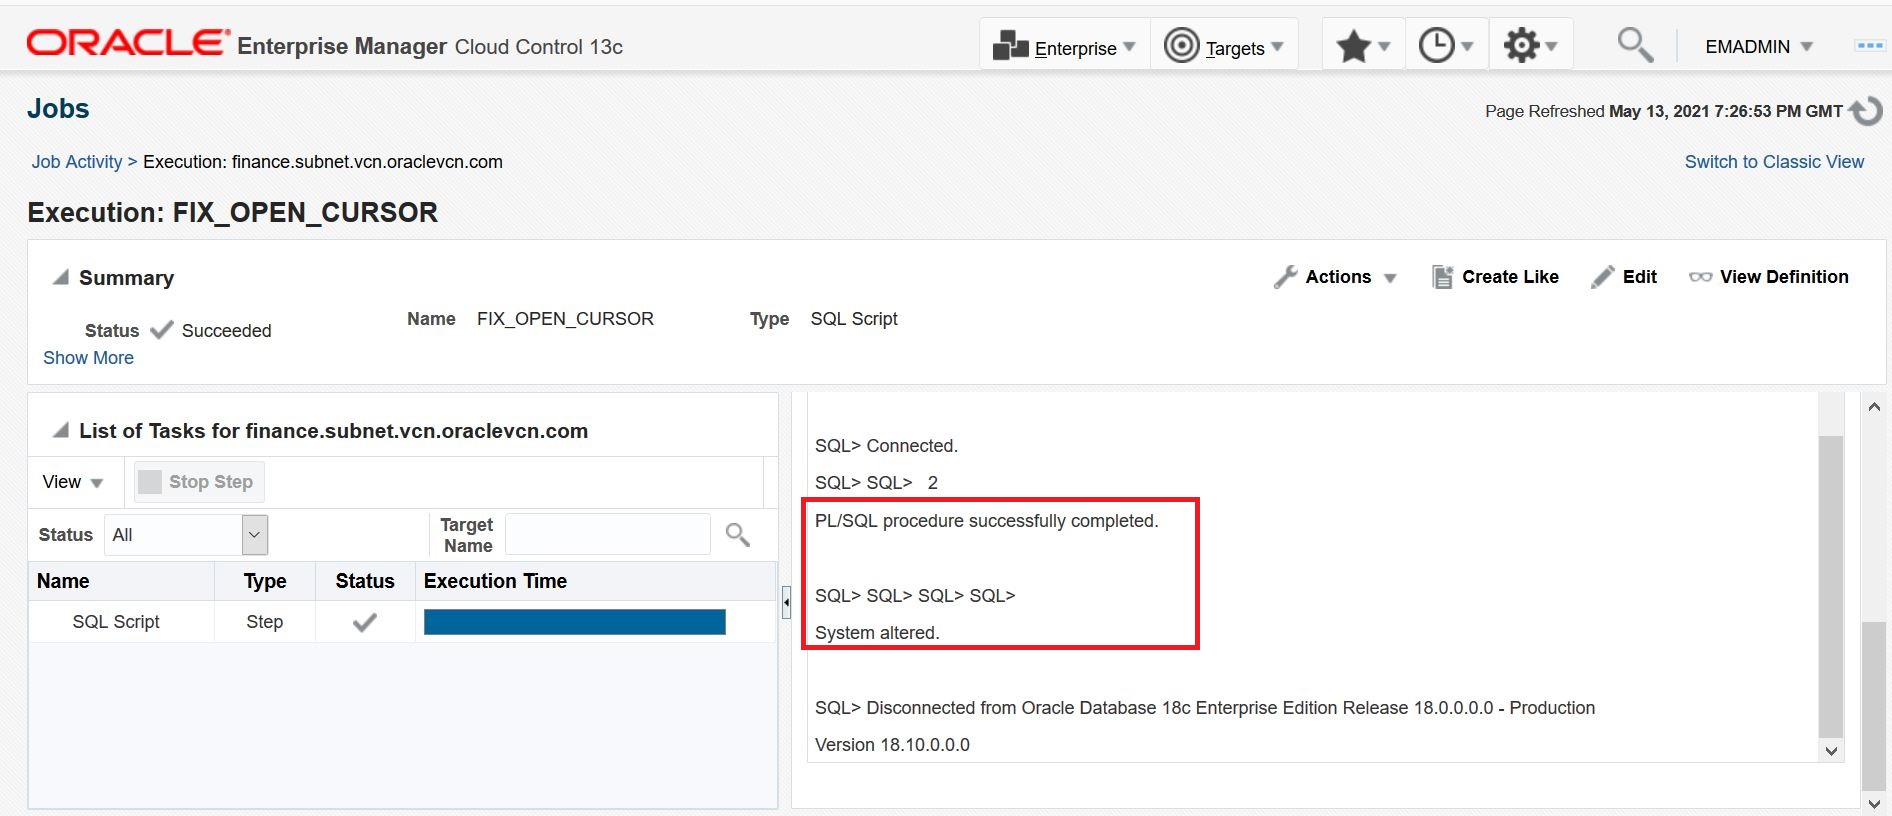 ORACLE Enterprise Manager Cloud Control 13c
Enterprise
Targets
EMADMIN
Jobs
Page Refreshed May 13, 2021 7:26:53 PM GMT
Job Activity > Execution: finance.subnet.vcn.oraclevcn.com
Switch to Classic View
Execution: FIX_OPEN_CURSOR
Summary
Actions
Create Like
Edit
View Definition
Status Succeeded
Name FIX_OPEN_CURSOR
Type SQL Script
Show More
List of Tasks for finance.subnet.vcn.oraclevcn.com
View
Stop Step
Status All
Target
Name
Name Type Status Execution Time
SQL Script Step
SQL> Connected.
SQL> SQL> 2
PL/SQL procedure successfully completed.
SQL> SQL> SQL> SQL>
System altered.
SQL> Disconnected from Oracle Database 18c Enterprise Edition Release 18.0.0.0.0 - Production
Version 18.10.0.0.0